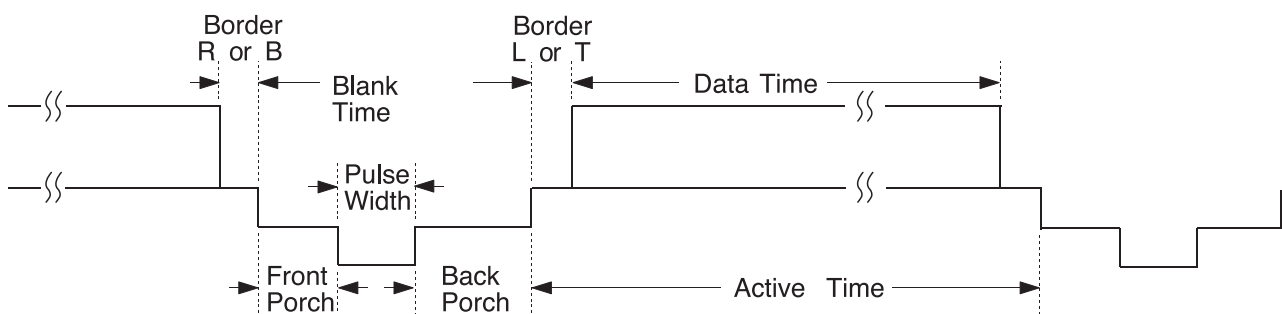 Border
R or B
Border
L or T
Blank
Time
Data Time
Pulse
Width
Front
Porch
Back
Porch
Active Time